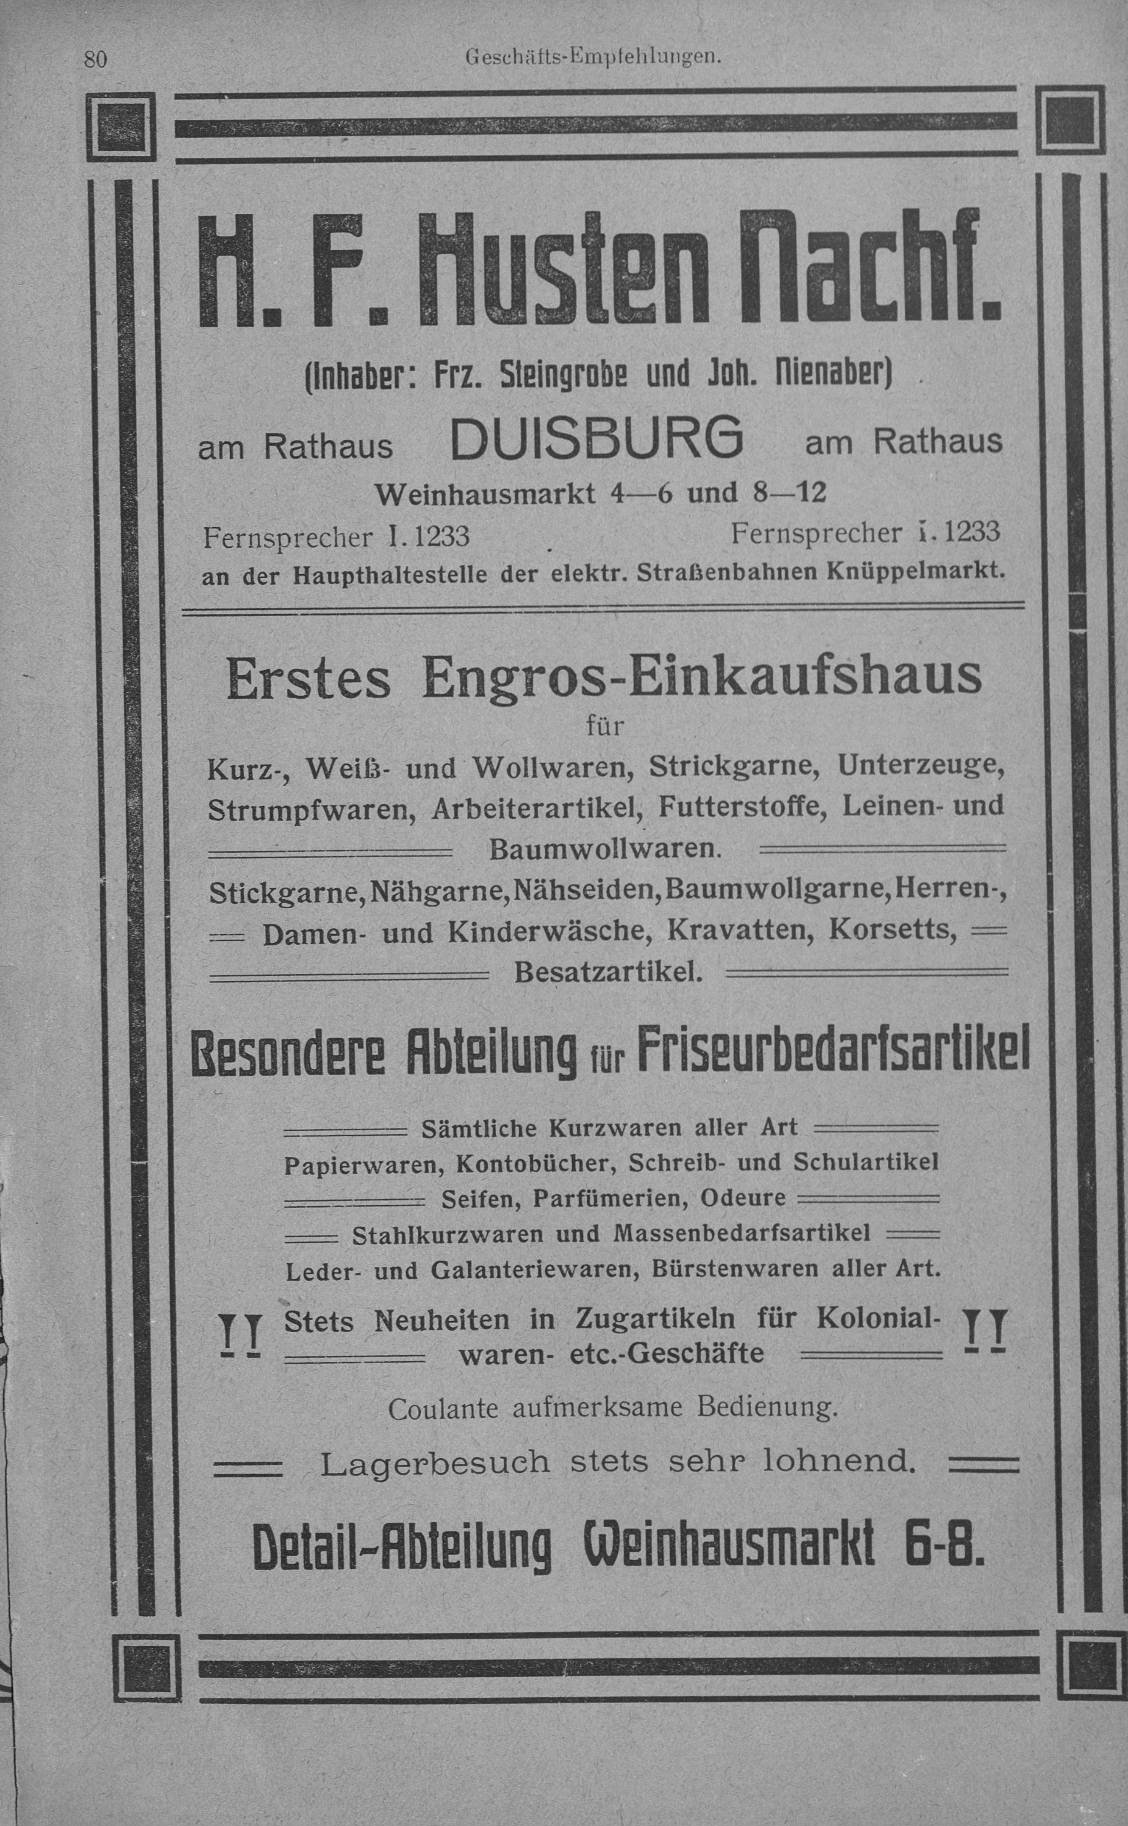 80
Geschäfts-Empfehlungen.
H. F. Husten Nachf.
(Inhaber: Frz. Steingrobe und Joh. Nienaber)
am Rathaus DUISBURG am Rathaus
Weinhausmarkt 4—6 und 8—12
Fernsprecher I. 1233 Fernsprecher I. 1233
an der Haupthaltestelle der elektr. Straßenbahnen Knüppelmarkt.
Erstes Engros-Einkaufshaus
für
Kurz-, Weiß- und Wollwaren, Strickgarne, Unterzeuge,
Strumpfwaren, Arbeiterartikel, Futterstoffe, Leinen- und
Baumwollwaren.
Stickgarne, Nähgarne, Nähseiden, Baumwollgarne, Herren-,
Damen- und Kinderwäsche, Kravatten, Korsetts,
Besatzartikel.
Besondere Abteilung für Friseurbedarfsartikel
Sämtliche Kurzwaren aller Art
Papierwaren, Kontobücher, Schreib- und Schulartikel
Seifen, Parfümerien, Odeure
Stahlkurzwaren und Massenbedarfsartikel
Leder- und Galanteriewaren, Bürstenwaren aller Art.
!! Stets Neuheiten in Zugartikeln für Kolonial- !!
waren- etc.-Geschäfte
Coulante aufmerksame Bedienung.
Lagerbesuch stets sehr lohnend.
Detail-Abteilung Weinhausmarkt 6-8.